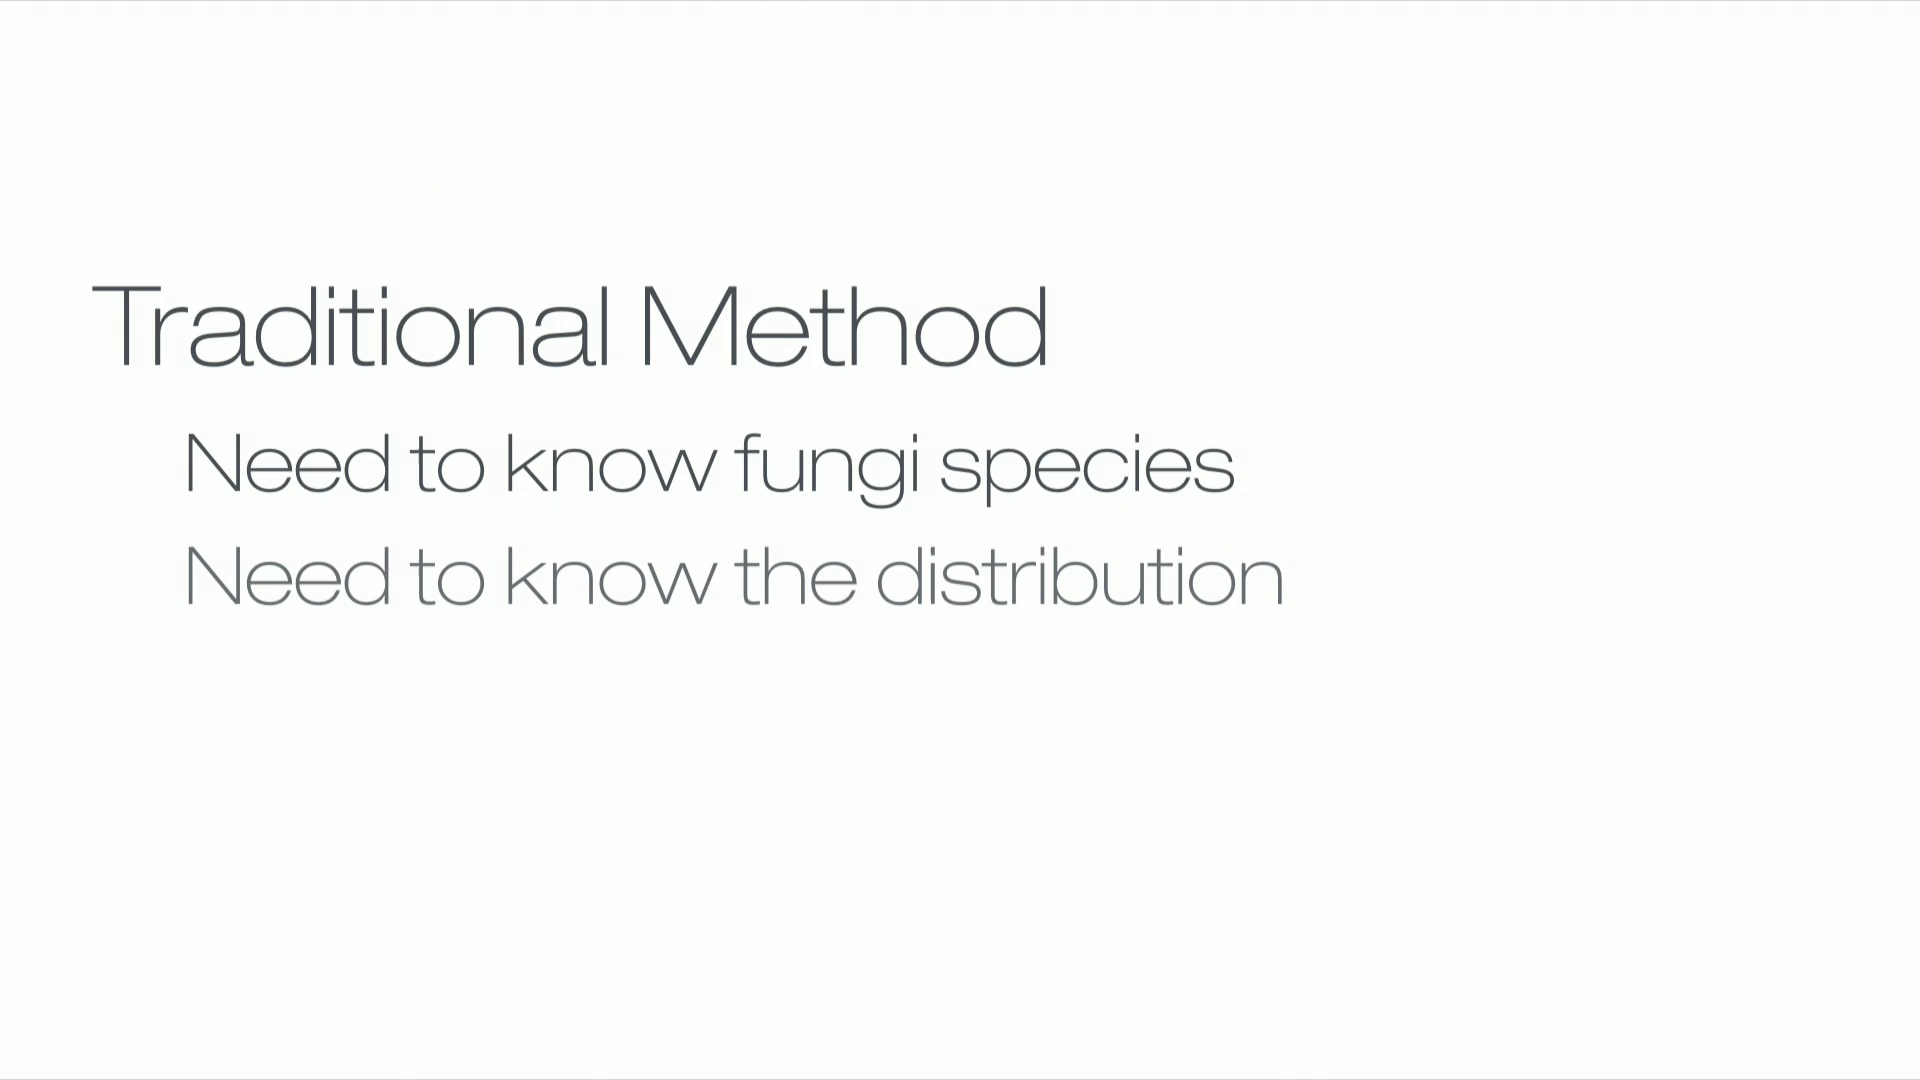 Traditional Method
Need to know fungi species
Need to know the distribution